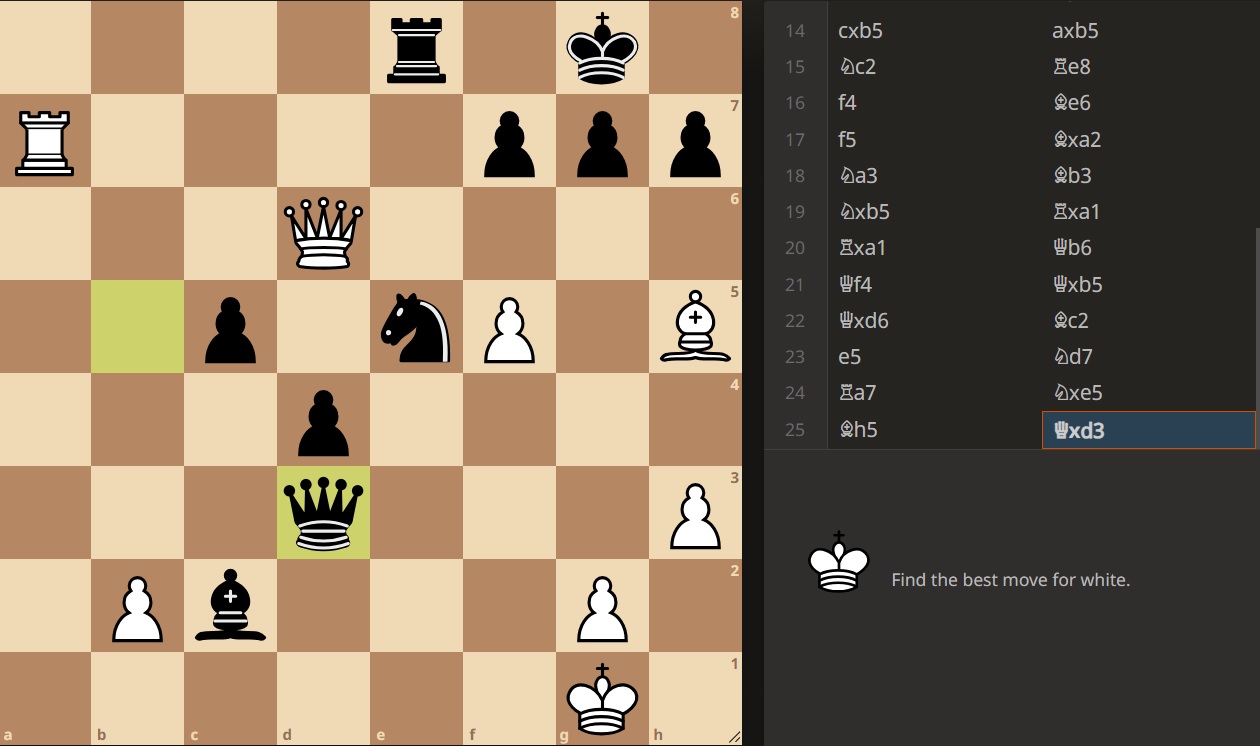 8
7
6
5
4
3
2
1
a b c d e f g h
14 cxb5 axb5
15 ♘c2 ♖e8
16 f4 ♗e6
17 f5 ♗xa2
18 ♘a3 ♗b3
19 ♘xb5 ♖xa1
20 ♖xa1 ♕b6
21 ♕f4 ♕xb5
22 ♕xd6 ♗c2
23 e5 ♘d7
24 ♖a7 ♘xe5
25 ♗h5 ♕xd3
Find the best move for white.